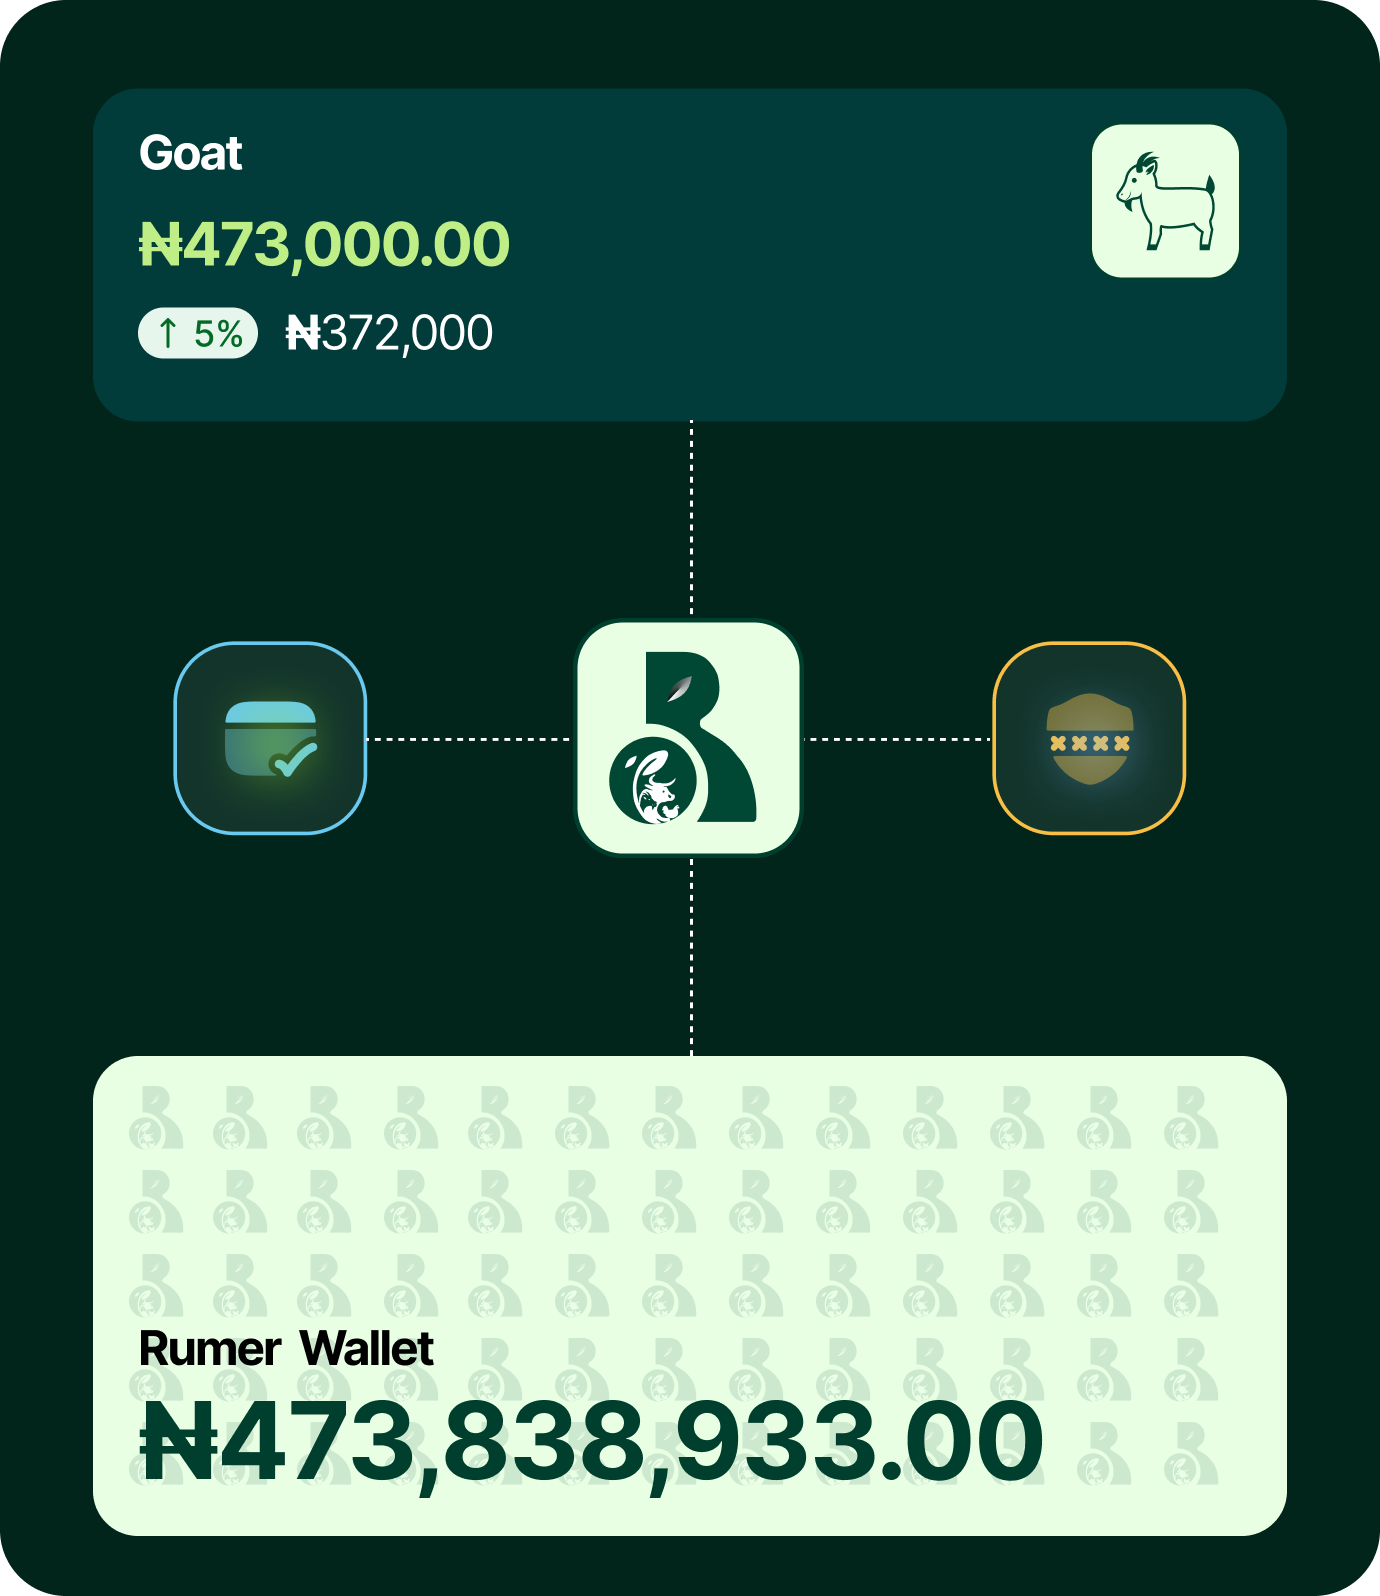 Goat
₦473,000.00
↑ 5% ₦372,000
Rumer Wallet
₦473,838,933.00